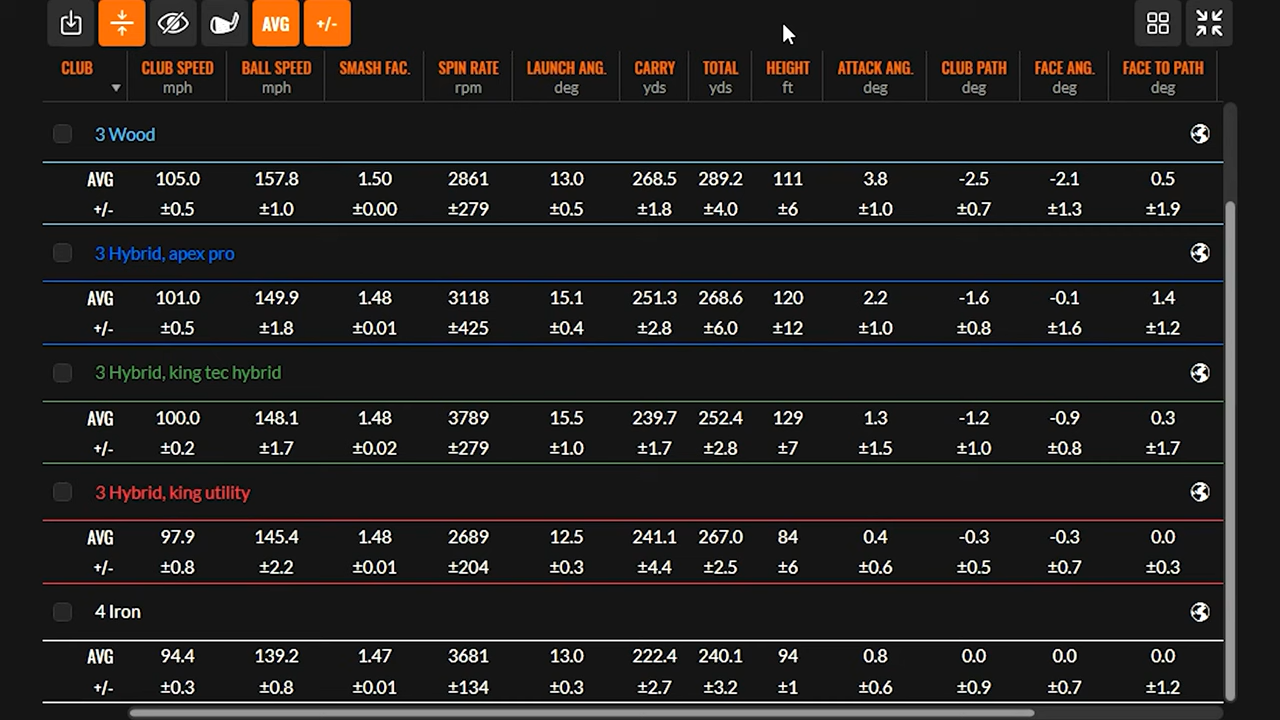 AVG +/-
CLUB CLUB SPEED BALL SPEED SMASH FAC. SPIN RATE LAUNCH ANG. CARRY TOTAL HEIGHT ATTACK ANG. CLUB PATH FACE ANG. FACE TO PATH
mph mph rpm deg yds yds ft deg deg deg deg
3 Wood
AVG 105.0 157.8 1.50 2861 13.0 268.5 289.2 111 3.8 -2.5 -2.1 0.5
+/- ±0.5 ±1.0 ±0.00 ±279 ±0.5 ±1.8 ±4.0 ±6 ±1.0 ±0.7 ±1.3 ±1.9
3 Hybrid, apex pro
AVG 101.0 149.9 1.48 3118 15.1 251.3 268.6 120 2.2 -1.6 -0.1 1.4
+/- ±0.5 ±1.8 ±0.01 ±425 ±0.4 ±2.8 ±6.0 ±12 ±1.0 ±0.8 ±1.6 ±1.2
3 Hybrid, king tec hybrid
AVG 100.0 148.1 1.48 3789 15.5 239.7 252.4 129 1.3 -1.2 -0.9 0.3
+/- ±0.2 ±1.7 ±0.02 ±279 ±1.0 ±1.7 ±2.8 ±7 ±1.5 ±1.0 ±0.8 ±1.7
3 Hybrid, king utility
AVG 97.9 145.4 1.48 2689 12.5 241.1 267.0 84 0.4 -0.3 -0.3 0.0
+/- ±0.8 ±2.2 ±0.01 ±204 ±0.3 ±4.4 ±2.5 ±6 ±0.6 ±0.5 ±0.7 ±0.3
4 Iron
AVG 94.4 139.2 1.47 3681 13.0 222.4 240.1 94 0.8 0.0 0.0 0.0
+/- ±0.3 ±0.8 ±0.01 ±134 ±0.3 ±2.7 ±3.2 ±1 ±0.6 ±0.9 ±0.7 ±1.2